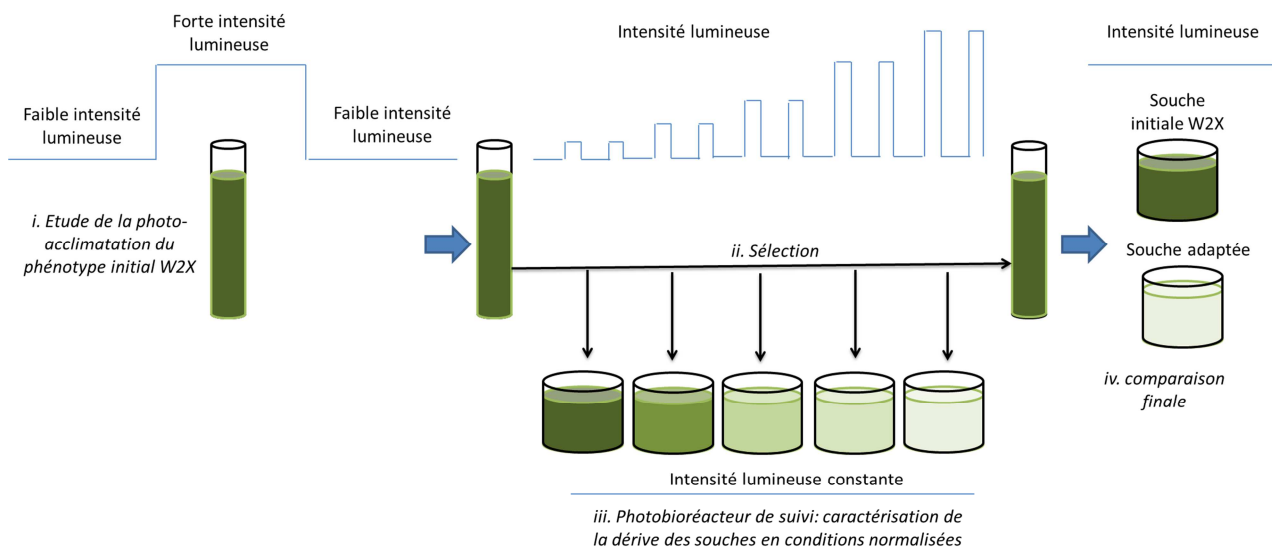 Forte intensité
lumineuse
Faible intensité
lumineuse
Faible intensité
lumineuse
i. Etude de la photo-
acclimatation du
phénotype initial W2X
Intensité lumineuse
ii. Sélection
Intensité lumineuse constante
iii. Photobioréacteur de suivi: caractérisation de
la dérive des souches en conditions normalisées
Intensité lumineuse
Souche
initiale W2X
Souche adaptée
iv. comparaison
finale